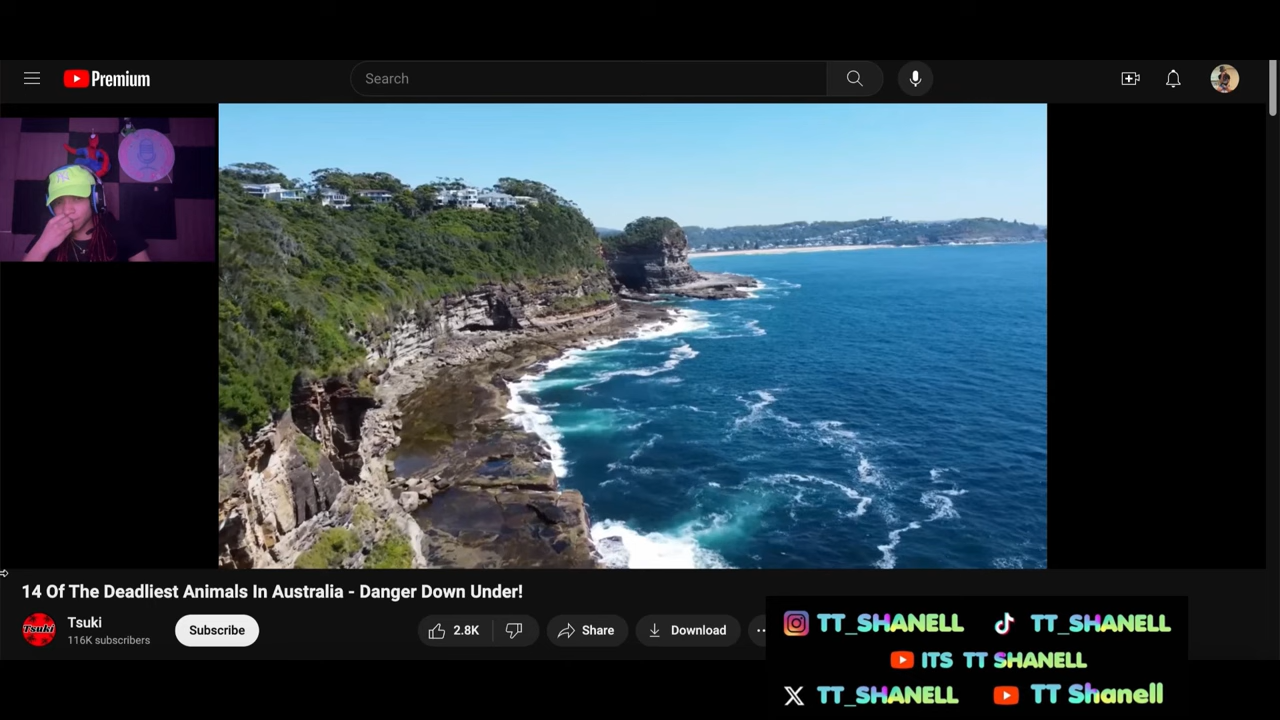 Premium
Search
14 Of The Deadliest Animals In Australia - Danger Down Under!
Tsuki
Tsuki
116K subscribers
Subscribe
2.8K
Share
Download
TT_SHANELL
TT_SHANELL
ITS TT SHANELL
TT_SHANELL
TT Shanell